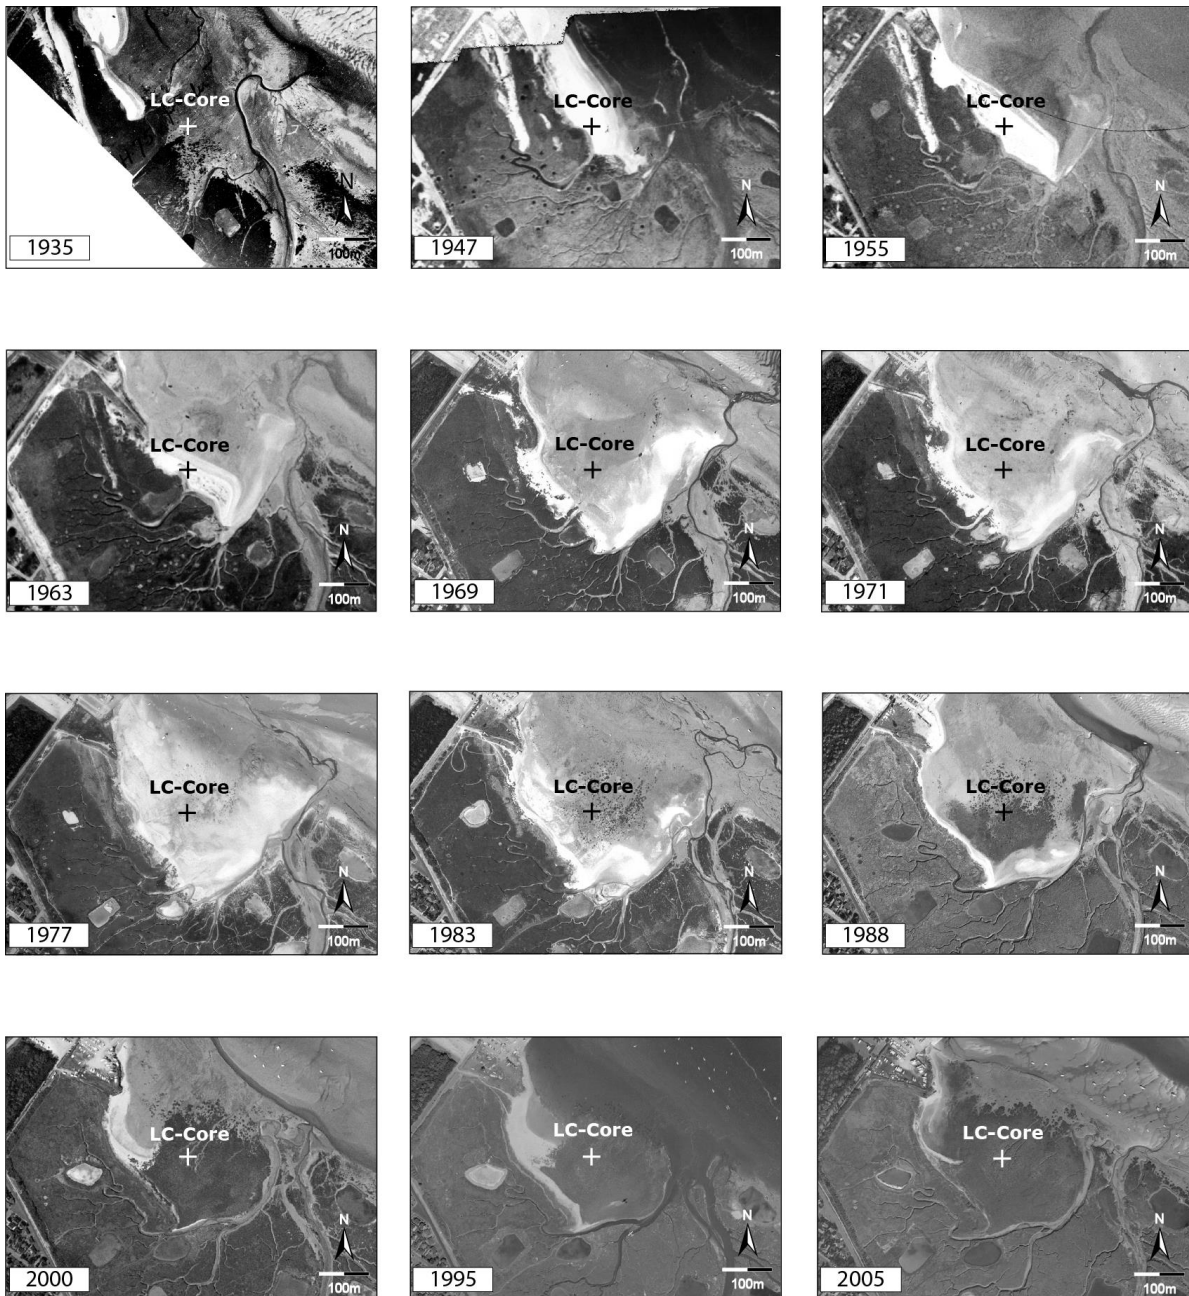 LC-Core
N
1935
100m
LC-Core
N
1947
100m
LC-Core
N
1955
100m
LC-Core
N
1963
100m
LC-Core
N
1969
100m
LC-Core
N
1971
100m
LC-Core
N
1977
100m
LC-Core
N
1983
100m
LC-Core
N
1988
100m
LC-Core
N
2000
100m
LC-Core
N
1995
100m
LC-Core
N
2005
100m